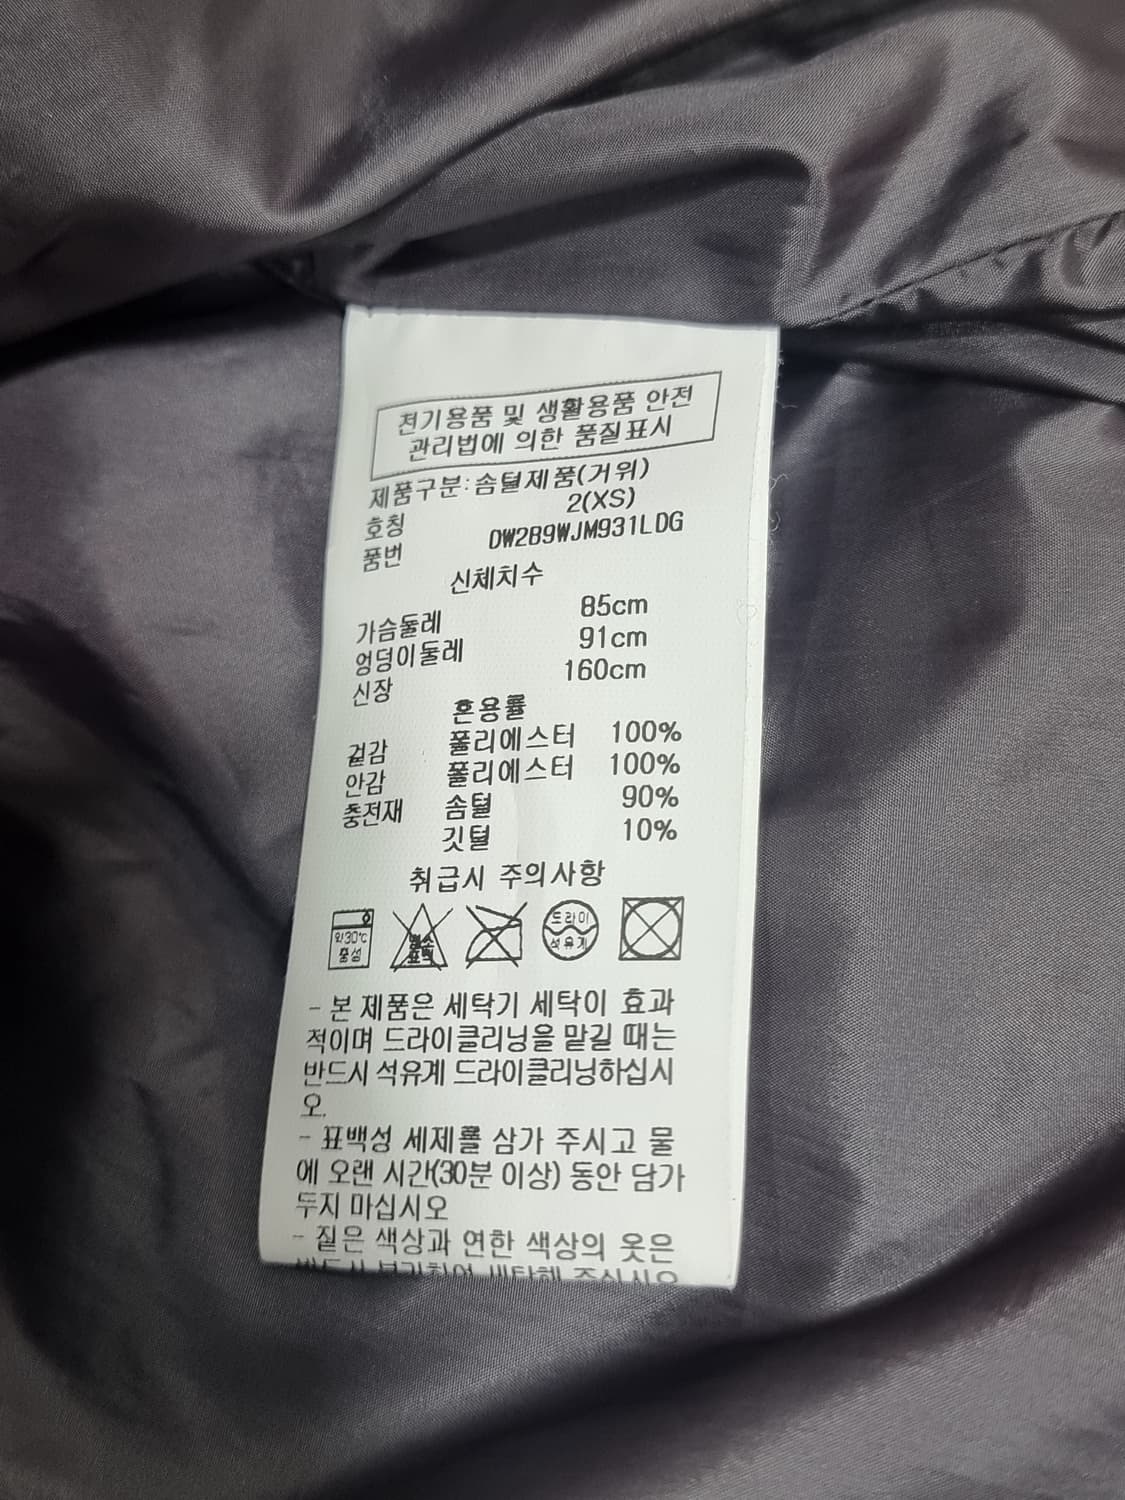 전기용품 및 생활용품 안전
관리법에 의한 품질표시
제품구분:솜털제품(거위)
호칭 2(XS)
품번 DW2B9WJM931LDG
신체치수
가슴둘레 85cm
엉덩이둘레 91cm
신장 160cm
혼용률
겉감 폴리에스터 100%
안감 폴리에스터 100%
충전재 솜털 90%
깃털 10%
취급시 주의사항
약30℃ 중성
염소 표백
드라이
석유계
- 본 제품은 세탁기 세탁이 효과
적이며 드라이클리닝을 맡길 때는
반드시 석유계 드라이클리닝하십시
오.
- 표백성 세제를 삼가 주시고 물
에 오랜 시간(30분 이상) 동안 담가
두지 마십시오
- 짙은 색상과 연한 색상의 옷은